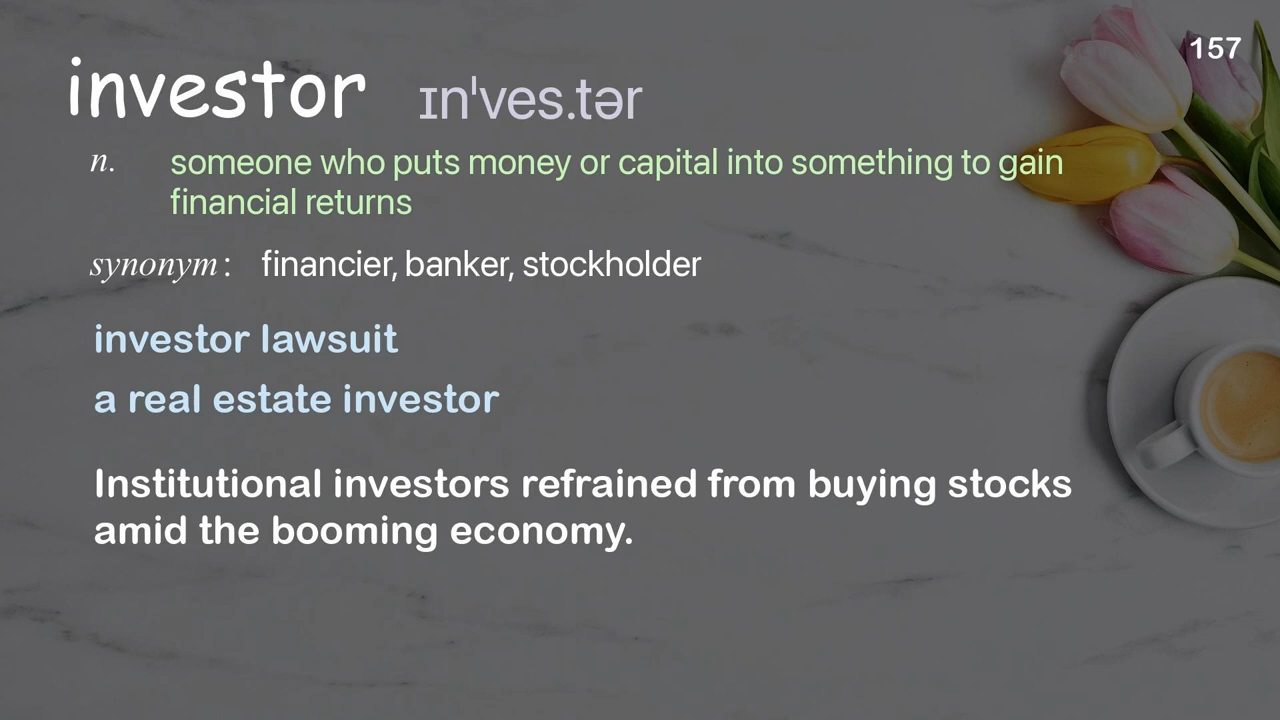 157
investor ɪnˈves.tər
n. someone who puts money or capital into something to gain
financial returns
synonym : financier, banker, stockholder
investor lawsuit
a real estate investor
Institutional investors refrained from buying stocks
amid the booming economy.